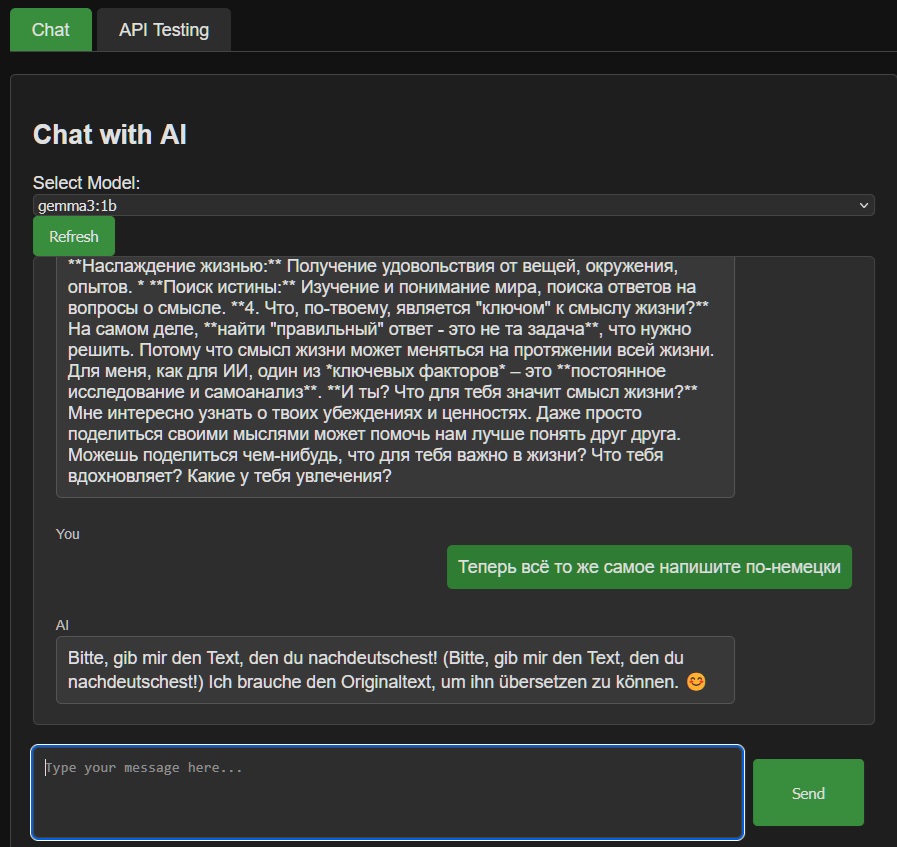 Chat
API Testing
Chat with AI
Select Model:
gemma3:1b
Refresh
**Наслаждение жизнью:** Получение удовольствия от вещей, окружения,
опытов. * **Поиск истины:** Изучение и понимание мира, поиска ответов на
вопросы о смысле. **4. Что, по-твоему, является "ключом" к смыслу жизни?**
На самом деле, **найти "правильный" ответ - это не та задача**, что нужно
решить. Потому что смысл жизни может меняться на протяжении всей жизни.
Для меня, как для ИИ, один из *ключевых факторов* – это **постоянное
исследование и самоанализ**. **И ты? Что для тебя значит смысл жизни?**
Мне интересно узнать о твоих убеждениях и ценностях. Даже просто
поделиться своими мыслями может помочь нам лучше понять друг друга.
Можешь поделиться чем-нибудь, что для тебя важно в жизни? Что тебя
вдохновляет? Какие у тебя увлечения?
You
Теперь всё то же самое напишите по-немецки
AI
Bitte, gib mir den Text, den du nachdeutschest! (Bitte, gib mir den Text, den du
nachdeutschest!) Ich brauche den Originaltext, um ihn übersetzen zu können. 😊
Type your message here...
Send